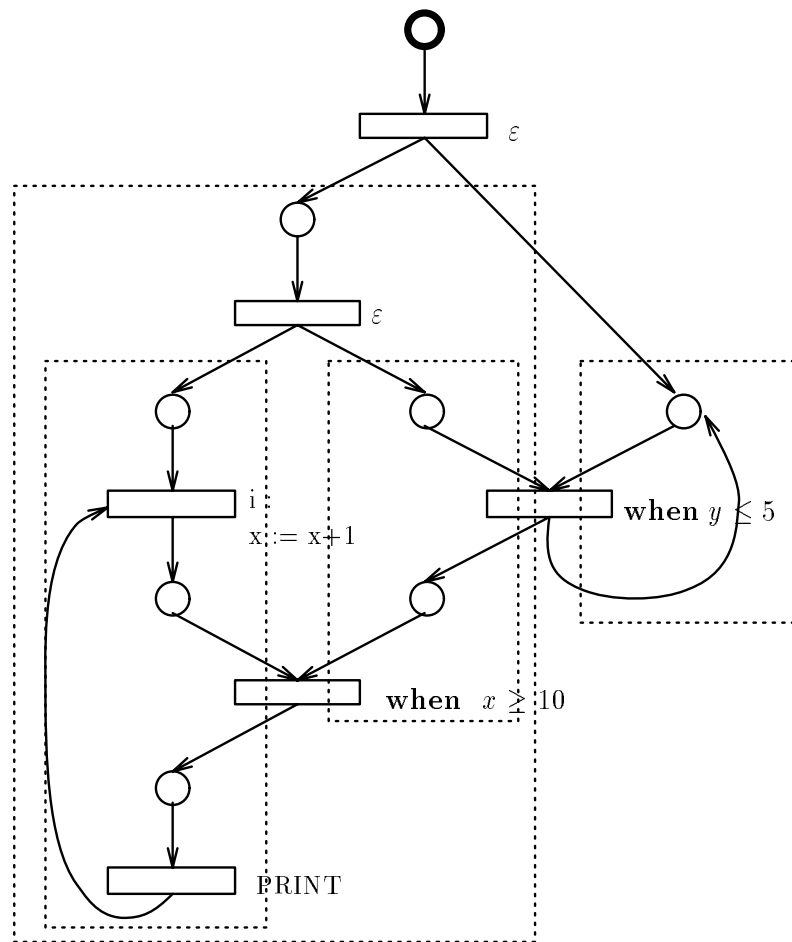 ε
ε
i :
x := x+1
when y ≤ 5
when x ≥ 10
PRINT